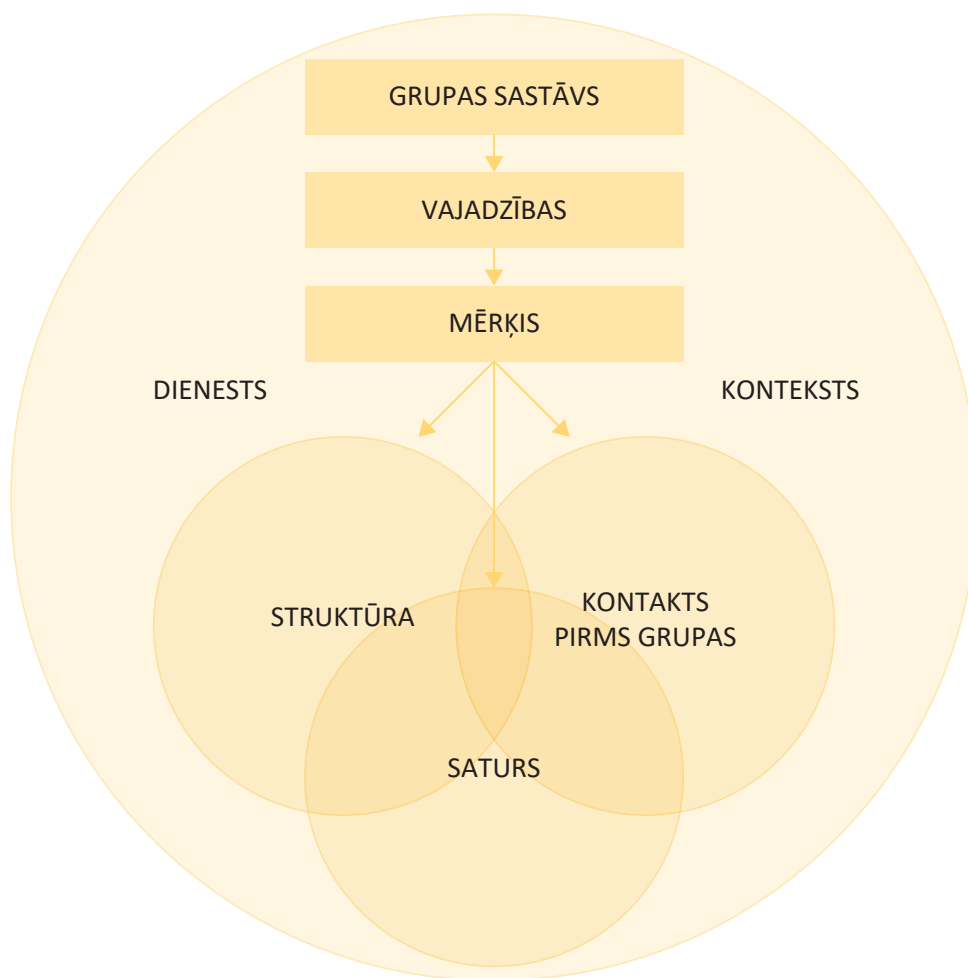 GRUPAS SASTĀVS
VAJADZĪBAS
MĒRĶIS
DIENESTS
KONTEKSTS
STRUKTŪRA
KONTAKTS
PIRMS GRUPAS
SATURS